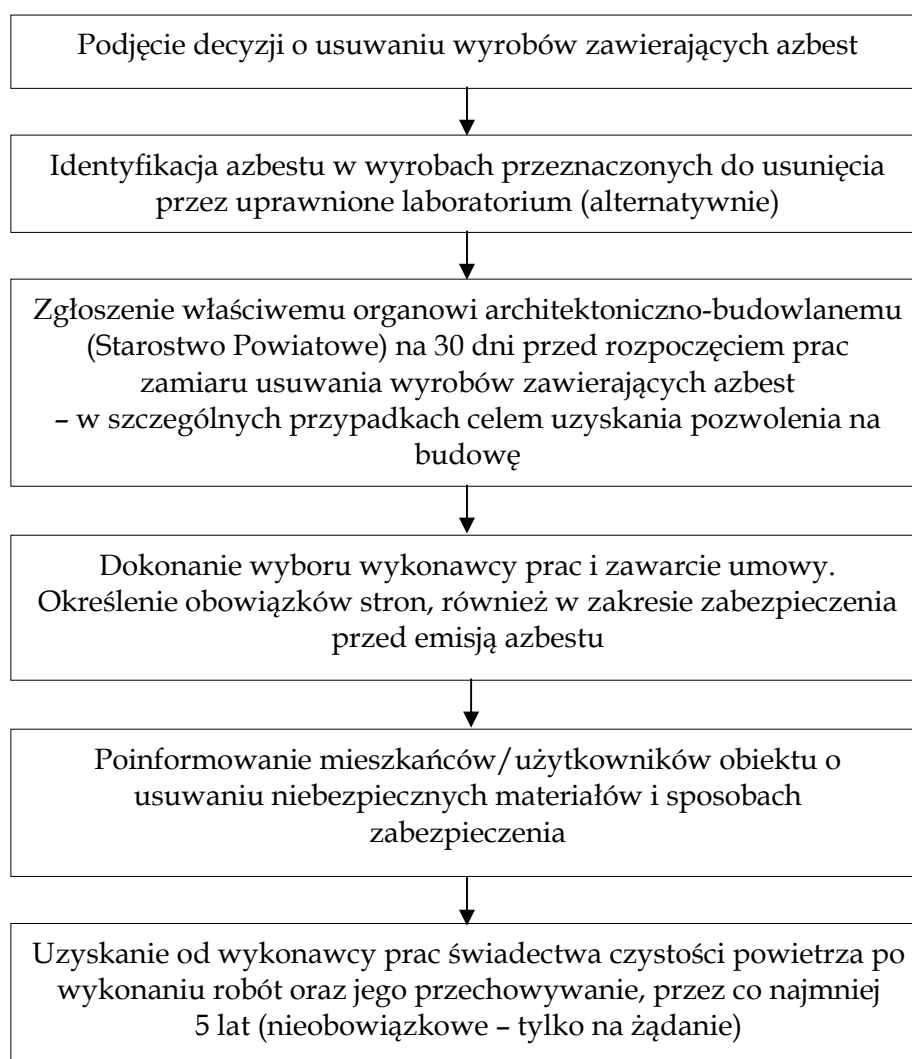 Podjęcie decyzji o usuwaniu wyrobów zawierających azbest
Identyfikacja azbestu w wyrobach przeznaczonych do usunięcia
przez uprawnione laboratorium (alternatywnie)
Zgłoszenie właściwemu organowi architektoniczno-budowlanemu
(Starostwo Powiatowe) na 30 dni przed rozpoczęciem prac
zamiaru usuwania wyrobów zawierających azbest
– w szczególnych przypadkach celem uzyskania pozwolenia na
budowę
Dokonanie wyboru wykonawcy prac i zawarcie umowy.
Określenie obowiązków stron, również w zakresie zabezpieczenia
przed emisją azbestu
Poinformowanie mieszkańców/użytkowników obiektu o
usuwaniu niebezpiecznych materiałów i sposobach
zabezpieczenia
Uzyskanie od wykonawcy prac świadectwa czystości powietrza po
wykonaniu robót oraz jego przechowywanie, przez co najmniej
5 lat (nieobowiązkowe – tylko na żądanie)